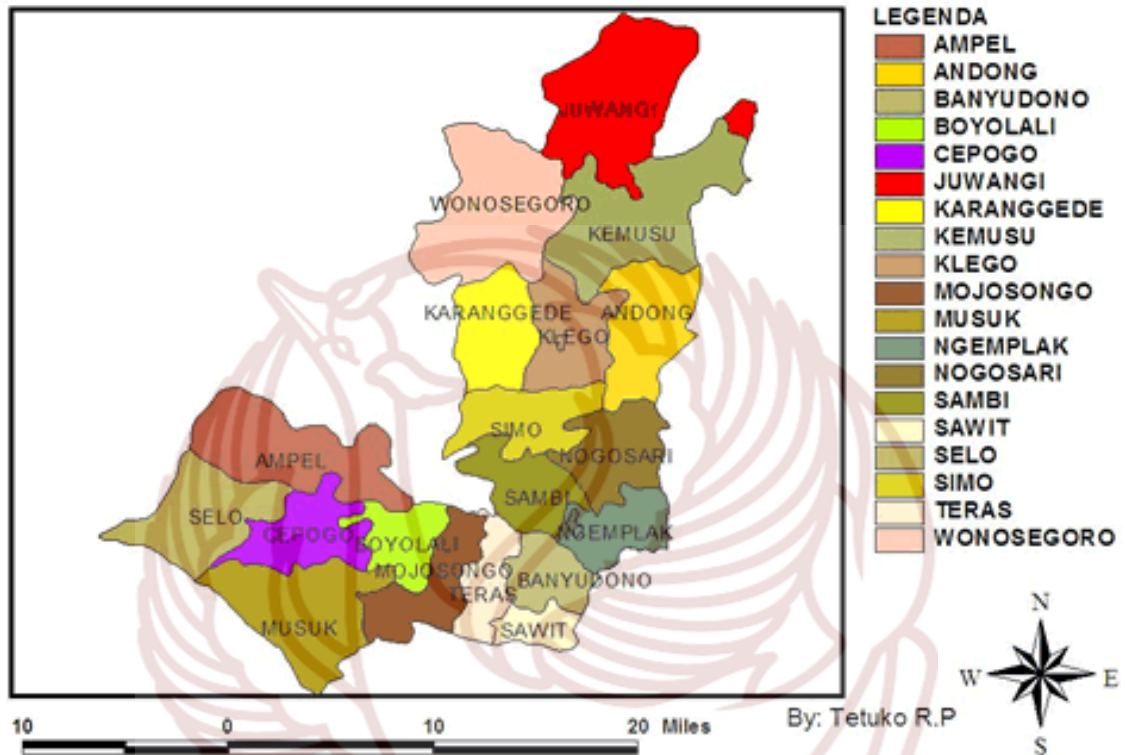 LEGENDA
AMPEL
ANDONG
BANYUDONO
BOYOLALI
CEPOGO
JUWANGI
KARANGGEDE
KEMUSU
KLEGO
MOJOSONGO
MUSUK
NGEMPLAK
NOGOSARI
SAMBI
SAWIT
SELO
SIMO
TERAS
WONOSEGORO
JUWANGI
WONOSEGORO
KEMUSU
KARANGGEDE
KLEGO
ANDONG
SIMO
NOGOSARI
AMPEL
SAMBI
SELO
CEPOGO
BOYOLALI
NGEMPLAK
MOJOSONGO
BANYUDONO
TERAS
MUSUK
SAWIT
N
W E
S
10 0 10 20 Miles
By: Tetuko R.P